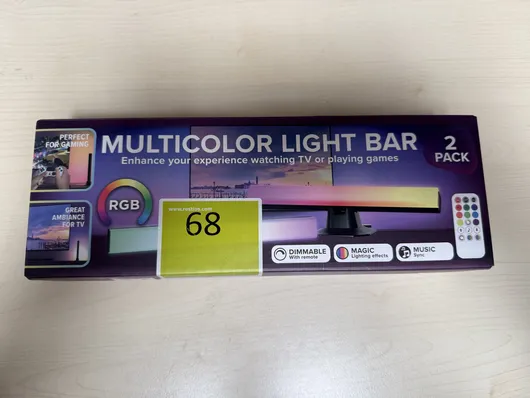 PERFECT
FOR GAMING
MULTICOLOR LIGHT BAR
Enhance your experience watching TV or playing games
2
PACK
RGB
GREAT
AMBIANCE
FOR TV
68
DIMMABLE
With remote
MAGIC
Lighting effects
MUSIC
Sync